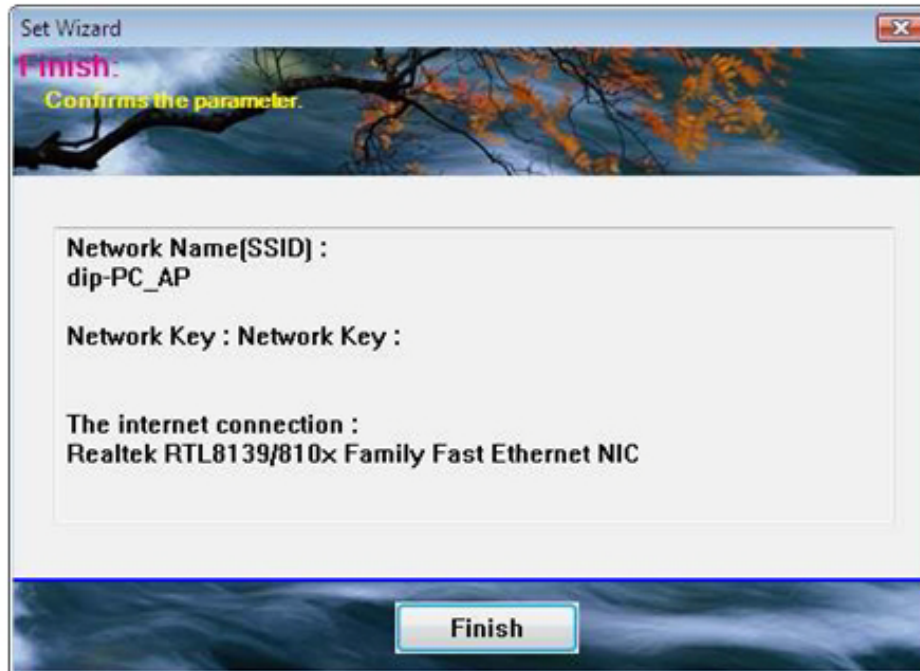 Set Wizard
Finish:
Confirms the parameter.
Network Name(SSID) :
dip-PC_AP
Network Key : Network Key :
The internet connection :
Realtek RTL8139/810x Family Fast Ethernet NIC
Finish